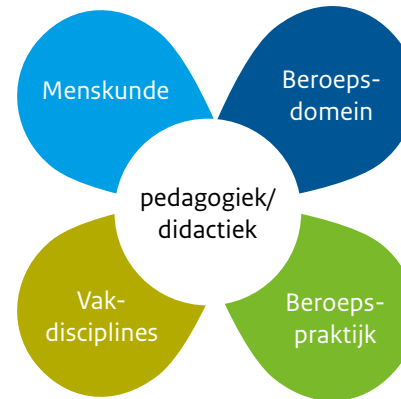 Menskunde
Beroeps-
domein
pedagogiek/
didactiek
Vak-
disciplines
Beroeps-
praktijk